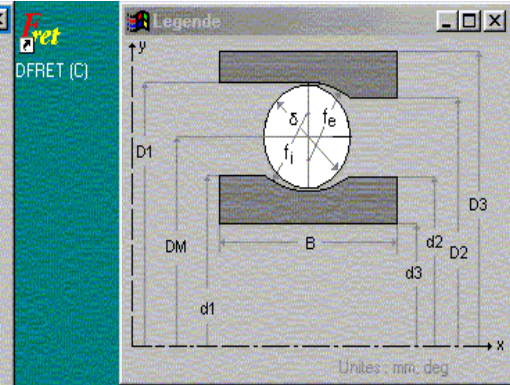 Fret
DFRET (C)
Legende
y
D1
δ
fe
fi
DM
D3
B
d2
D2
d3
d1
x
Unites : mm, deg